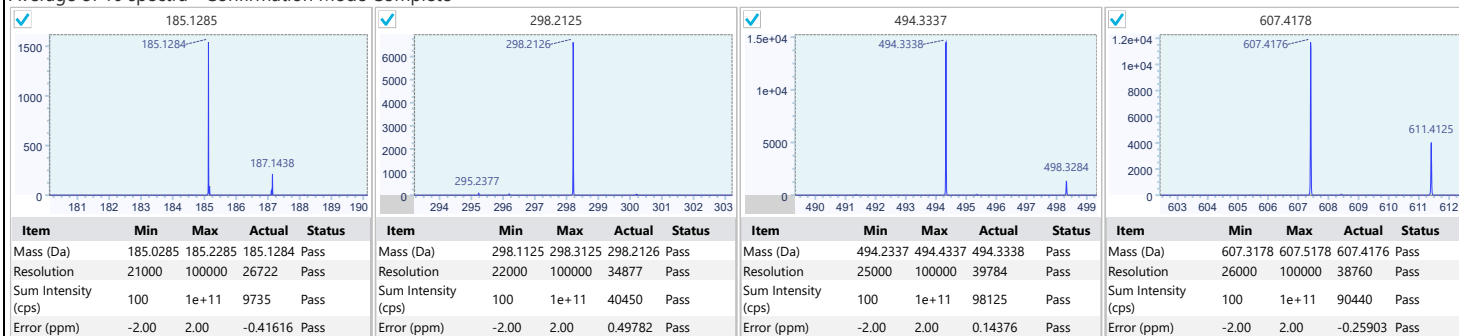 185.1285 298.2125 494.3337 607.4178
1500 185.1284 6000 298.2126 1.5e+04 494.3338 1.2e+04 607.4176
5000 1e+04
1000 4000 1e+04 8000
3000 6000 611.4125
500 187.1438 2000 5000 4000
1000 295.2377 498.3284 2000
0 0 0 0
181 182 183 184 185 186 187 188 189 190 294 295 296 297 298 299 300 301 302 303 490 491 492 493 494 495 496 497 498 499 603 604 605 606 607 608 609 610 611 612
Item Min Max Actual Status Item Min Max Actual Status Item Min Max Actual Status Item Min Max Actual Status
Mass (Da) 185.0285 185.2285 185.1284 Pass Mass (Da) 298.1125 298.3125 298.2126 Pass Mass (Da) 494.2337 494.4337 494.3338 Pass Mass (Da) 607.3178 607.5178 607.4176 Pass
Resolution 21000 100000 26722 Pass Resolution 22000 100000 34877 Pass Resolution 25000 100000 39784 Pass Resolution 26000 100000 38760 Pass
Sum Intensity (cps) 100 1e+11 9735 Pass Sum Intensity (cps) 100 1e+11 40450 Pass Sum Intensity (cps) 100 1e+11 98125 Pass Sum Intensity (cps) 100 1e+11 90440 Pass
Error (ppm) -2.00 2.00 -0.41616 Pass Error (ppm) -2.00 2.00 0.49782 Pass Error (ppm) -2.00 2.00 0.14376 Pass Error (ppm) -2.00 2.00 -0.25903 Pass